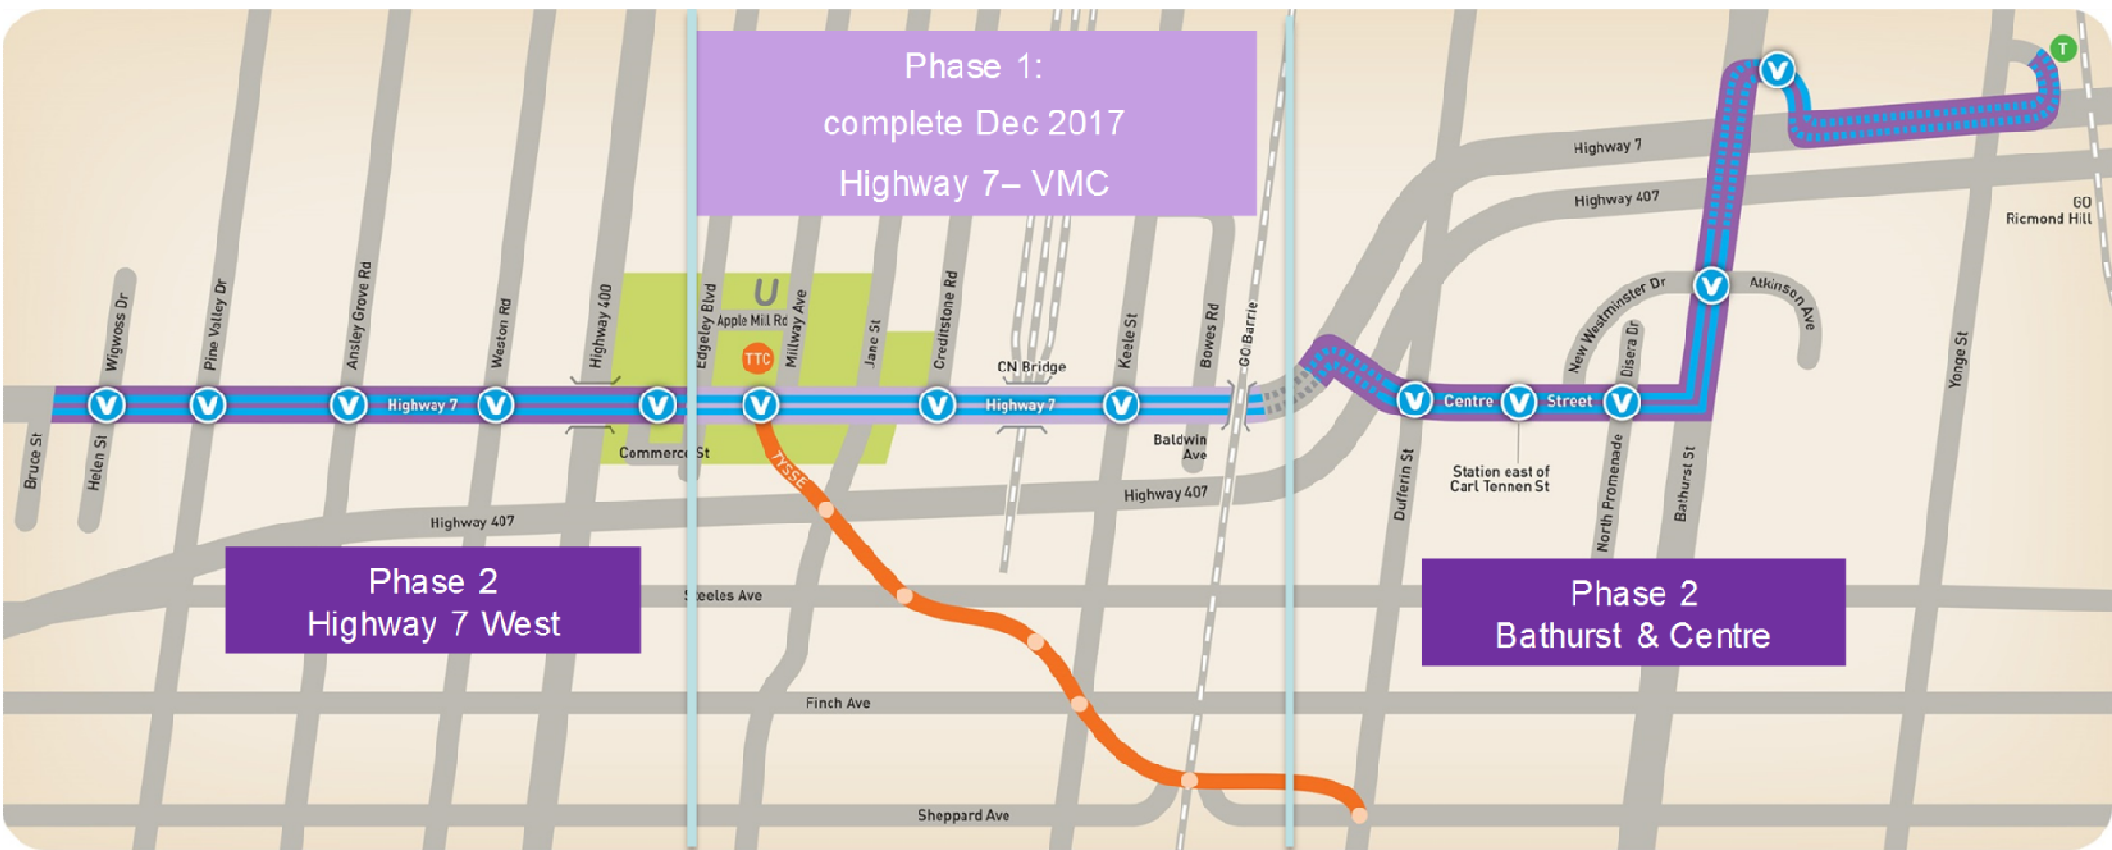 Phase 1:
complete Dec 2017
Highway 7– VMC
T
V
Highway 7
Highway 407
GO
Ricmond Hill
Wigwoss Dr
Pine Valley Dr
Ansley Grove Rd
Weston Rd
Highway 400
Edgeley Blvd
U
Apple Mill Rd
Millway Ave
TTC
Jane St
Creditstone Rd
CN Bridge
Keele St
Bowes Rd
GO Barrie
New Westminster Dr
Disera Dr
V
Atkinson Ave
Yonge St
V
V
V
Highway 7
V
V
V
V
Highway 7
V
V
Centre
V
Street
V
Bruce St
Helen St
Commerce St
TYSSE
Baldwin
Ave
Dufferin St
Station east of
Carl Tennen St
North Promenade
Bathurst St
Highway 407
Highway 407
Phase 2
Highway 7 West
Steeles Ave
Phase 2
Bathurst & Centre
Finch Ave
Sheppard Ave